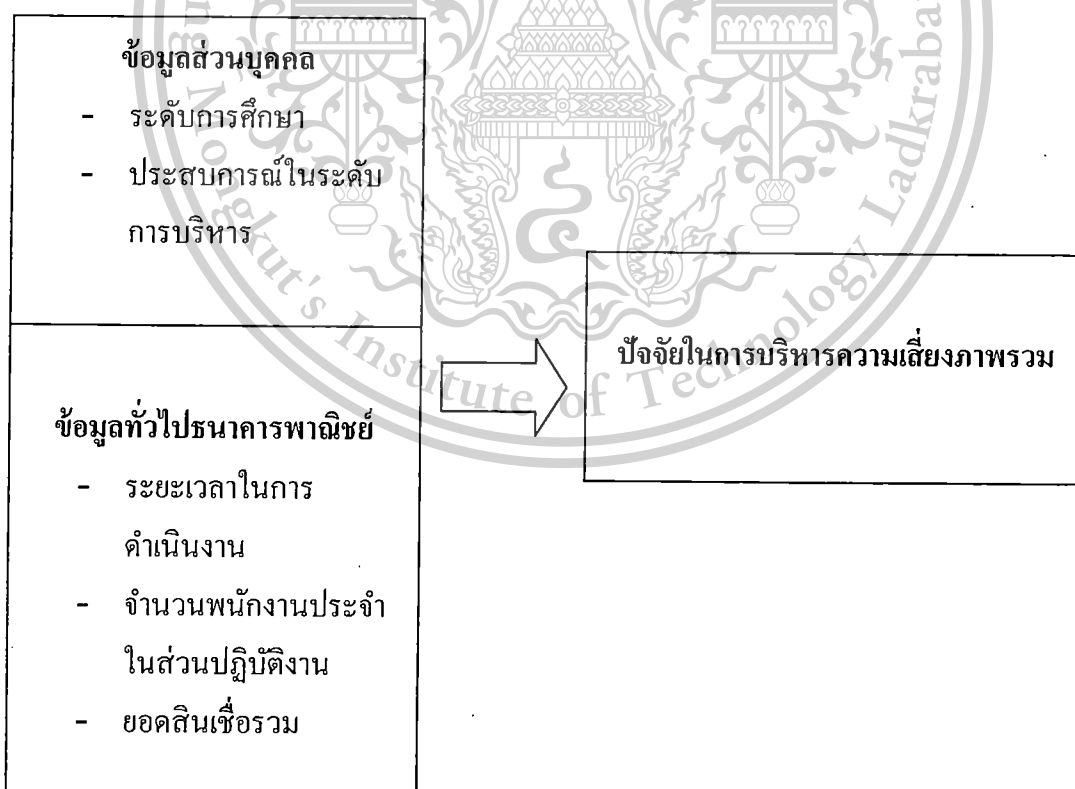 ข้อมูลส่วนบุคคล
- ระดับการศึกษา
- ประสบการณ์ในระดับ
การบริหาร
ข้อมูลทั่วไปธนาคารพาณิชย์
- ระยะเวลาในการ
ดำเนินงาน
- จำนวนพนักงานประจำ
ในส่วนปฏิบัติงาน
- ยอดสินเชื่อรวม
ปัจจัยในการบริหารความเสี่ยงภาพรวม
Mongkut's Institute of Technology Ladkraba